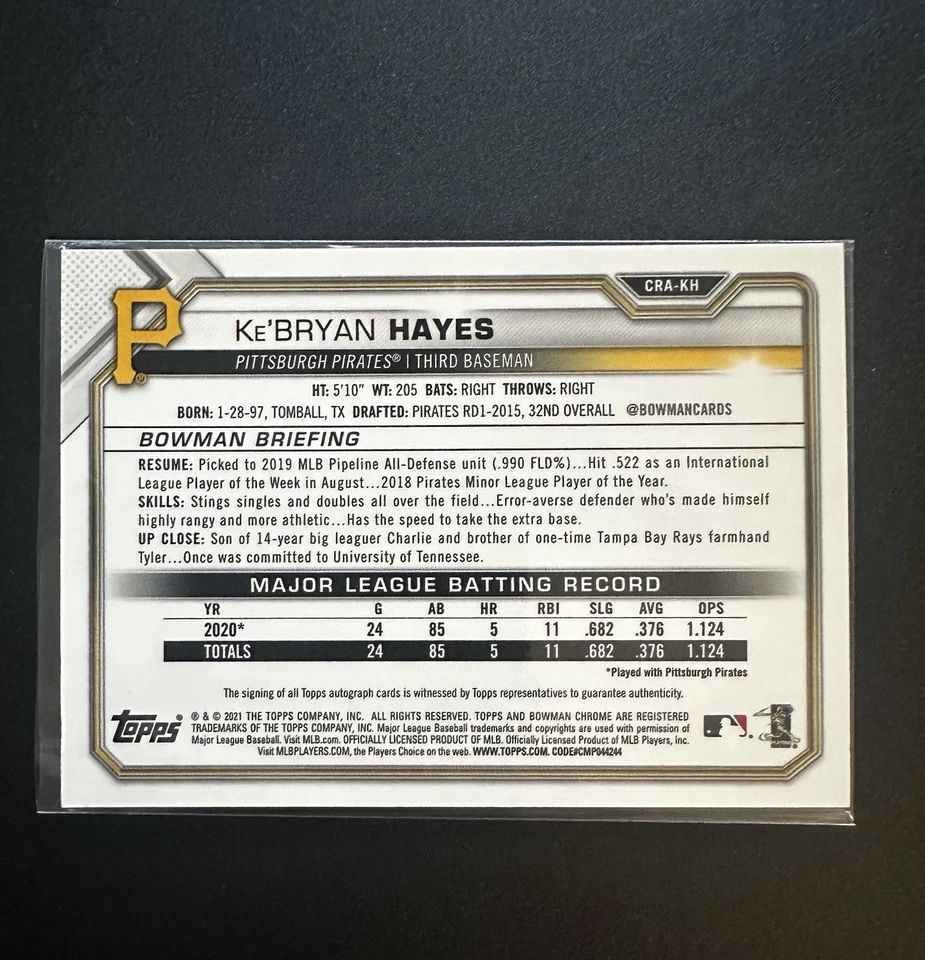 CRA-KH
P
KE'BRYAN HAYES
PITTSBURGH PIRATES® | THIRD BASEMAN
HT: 5'10" WT: 205 BATS: RIGHT THROWS: RIGHT
BORN: 1-28-97, TOMBALL, TX DRAFTED: PIRATES RD1-2015, 32ND OVERALL @BOWMANCARDS
BOWMAN BRIEFING
RESUME: Picked to 2019 MLB Pipeline All-Defense unit (.990 FLD%)...Hit .522 as an International
League Player of the Week in August...2018 Pirates Minor League Player of the Year.
SKILLS: Stings singles and doubles all over the field...Error-averse defender who's made himself
highly rangy and more athletic...Has the speed to take the extra base.
UP CLOSE: Son of 14-year big leaguer Charlie and brother of one-time Tampa Bay Rays farmhand
Tyler...Once was committed to University of Tennessee.
MAJOR LEAGUE BATTING RECORD
YR G AB HR RBI SLG AVG OPS
2020* 24 85 5 11 .682 .376 1.124
TOTALS 24 85 5 11 .682 .376 1.124
*Played with Pittsburgh Pirates
The signing of all Topps autograph cards is witnessed by Topps representatives to guarantee authenticity.
topps
® & © 2021 THE TOPPS COMPANY, INC. ALL RIGHTS RESERVED. TOPPS AND BOWMAN CHROME ARE REGISTERED
TRADEMARKS OF THE TOPPS COMPANY, INC. Major League Baseball trademarks and copyrights are used with permission of
Major League Baseball. Visit MLB.com. OFFICIALLY LICENSED PRODUCT OF MLB. Officially Licensed Product of MLB Players, Inc.
Visit MLBPLAYERS.COM, the Players Choice on the web. WWW.TOPPS.COM. CODE#CMP044244